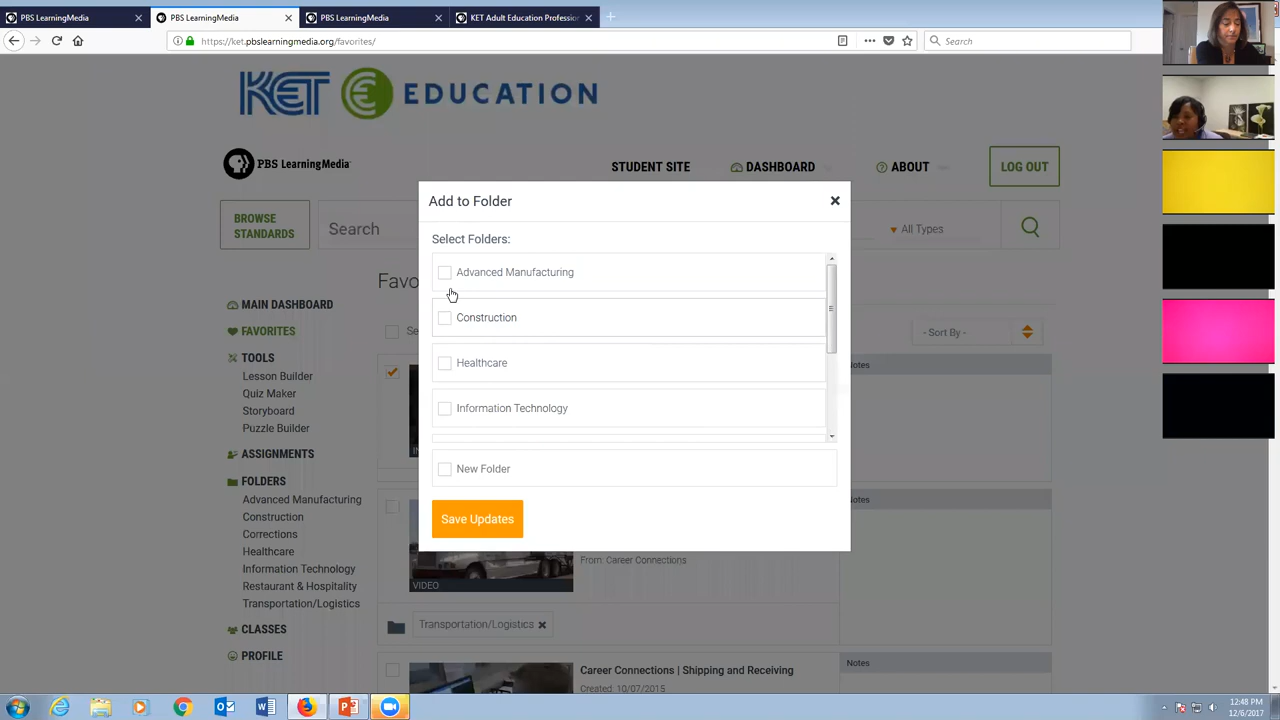 PBS LearningMedia
PBS LearningMedia
PBS LearningMedia
KET Adult Education Profession
https://ket.pbslearningmedia.org/favorites/
Search
KET EDUCATION
PBS LearningMedia
STUDENT SITE
DASHBOARD
ABOUT
LOG OUT
BROWSE
STANDARDS
Search
All Types
Add to Folder
Select Folders:
Advanced Manufacturing
Construction
Healthcare
Information Technology
New Folder
Save Updates
Favo
MAIN DASHBOARD
FAVORITES
Se
- Sort By -
TOOLS
Lesson Builder
Quiz Maker
Storyboard
Puzzle Builder
ASSIGNMENTS
FOLDERS
Advanced Manufacturing
Construction
Corrections
Healthcare
Information Technology
Restaurant & Hospitality
Transportation/Logistics
CLASSES
PROFILE
Notes
IN
Notes
From: Career Connections
VIDEO
Transportation/Logistics
Career Connections | Shipping and Receiving
Created: 10/07/2015
Notes
12:48 PM
12/6/2017